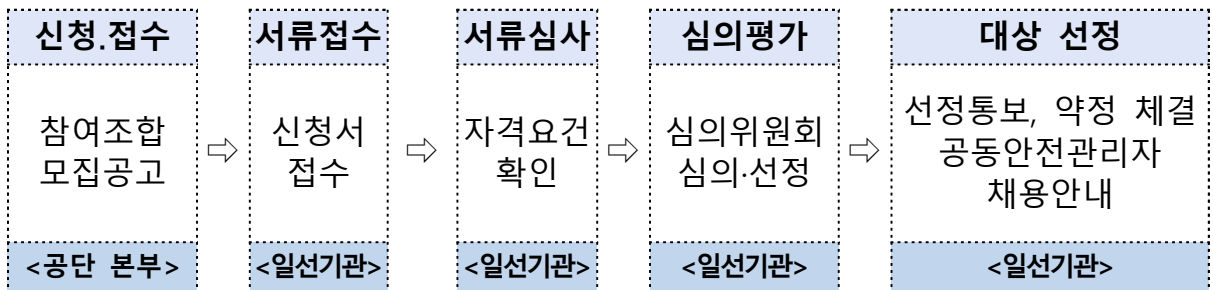 신청.접수
참여조합
모집공고
<공단 본부>
⇨
서류접수
신청서
접수
<일선기관>
⇨
서류심사
자격요건
확인
<일선기관>
⇨
심의평가
심의위원회
심의·선정
<일선기관>
⇨
대상 선정
선정통보, 약정 체결
공동안전관리자
채용안내
<일선기관>